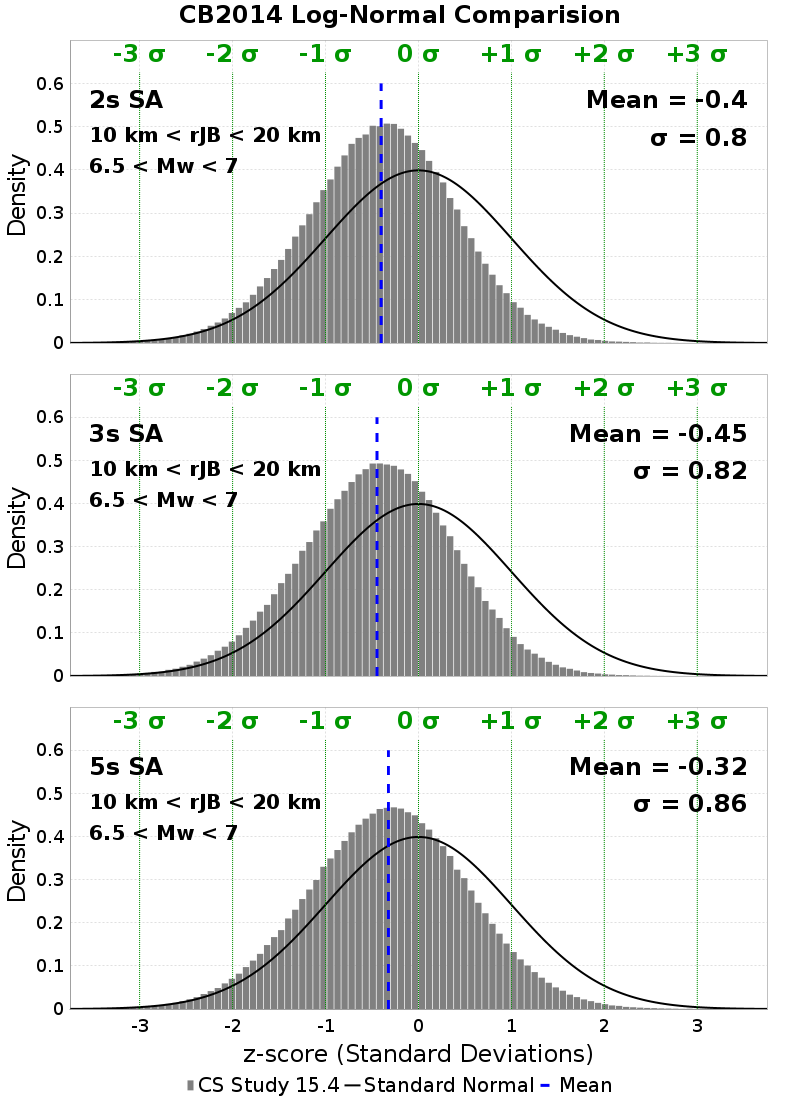 CB2014 Log-Normal Comparision
-3 σ -2 σ -1 σ 0 σ +1 σ +2 σ +3 σ
0.6
2s SA
Mean = -0.4
0.5
10 km < rJB < 20 km
σ = 0.8
0.4
6.5 < Mw < 7
Density
0.3
0.2
0.1
0
-3 σ -2 σ -1 σ 0 σ +1 σ +2 σ +3 σ
0.6
3s SA
Mean = -0.45
0.5
10 km < rJB < 20 km
σ = 0.82
0.4
6.5 < Mw < 7
Density
0.3
0.2
0.1
0
-3 σ -2 σ -1 σ 0 σ +1 σ +2 σ +3 σ
0.6
5s SA
Mean = -0.32
0.5
10 km < rJB < 20 km
σ = 0.86
0.4
6.5 < Mw < 7
Density
0.3
0.2
0.1
0
-3 -2 -1 0 1 2 3
z-score (Standard Deviations)
CS Study 15.4 Standard Normal Mean